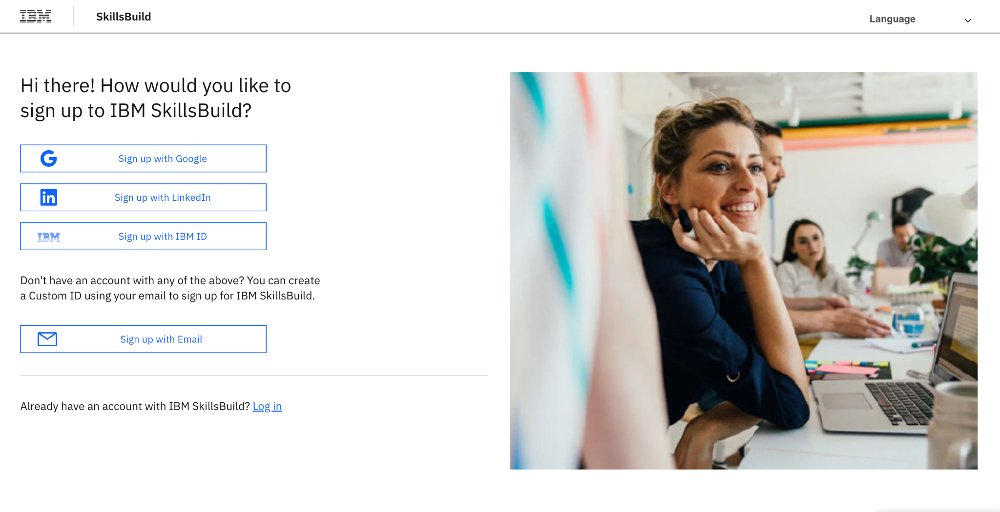 IBM
SkillsBuild
Language
Hi there! How would you like to
sign up to IBM SkillsBuild?
Sign up with Google
in
Sign up with LinkedIn
IBM
Sign up with IBM ID
Don't have an account with any of the above? You can create
a Custom ID using your email to sign up for IBM SkillsBuild.
Sign up with Email
Already have an account with IBM SkillsBuild? Log in